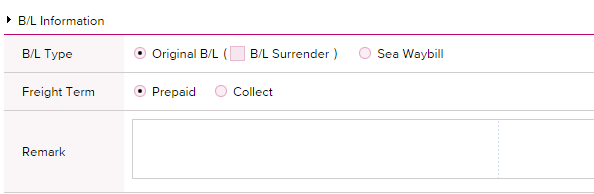 B/L Information
B/L Type Original B/L ( B/L Surrender ) Sea Waybill
Freight Term Prepaid Collect
Remark